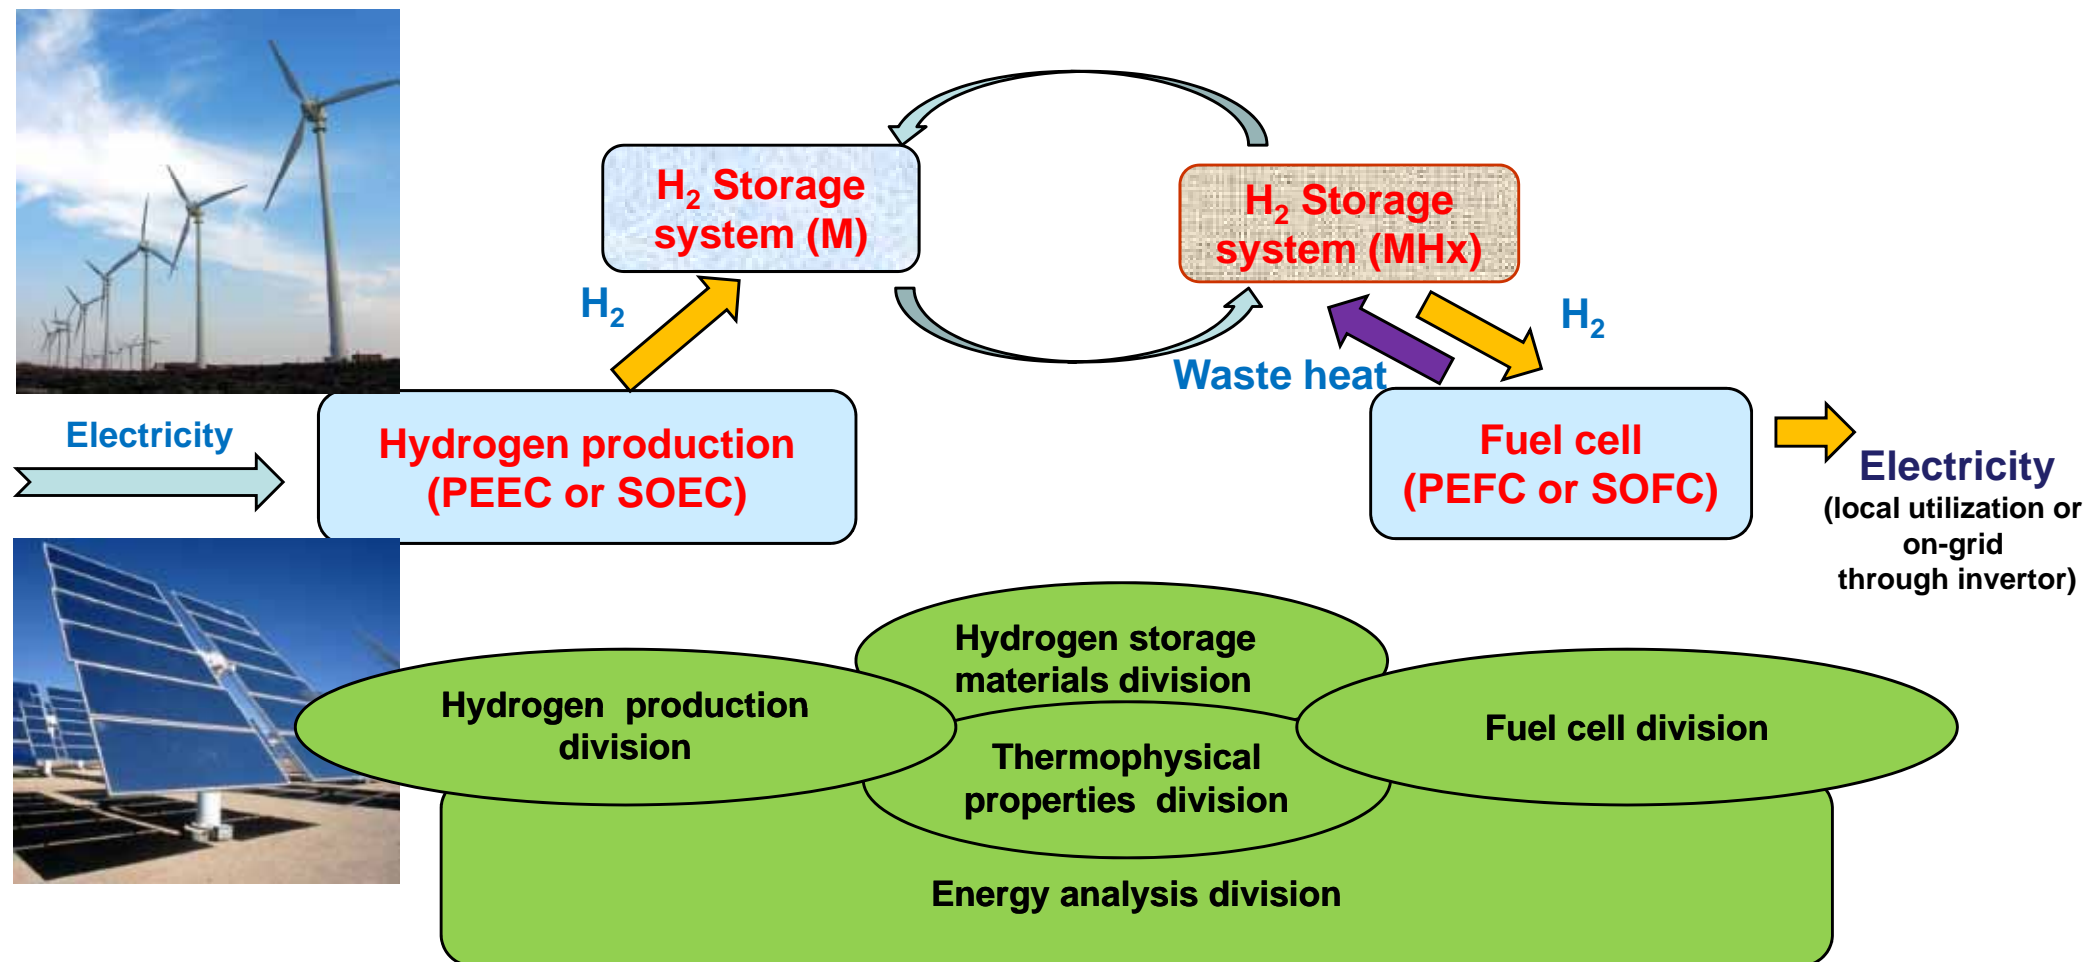 H₂ Storage
system (M)
H₂ Storage
system (MHx)
H₂
H₂
Waste heat
Electricity
Hydrogen production
(PEEC or SOEC)
Fuel cell
(PEFC or SOFC)
Electricity
(local utilization or
on-grid
through invertor)
Hydrogen storage
materials division
Hydrogen production
division
Fuel cell division
Thermophysical
properties division
Energy analysis division